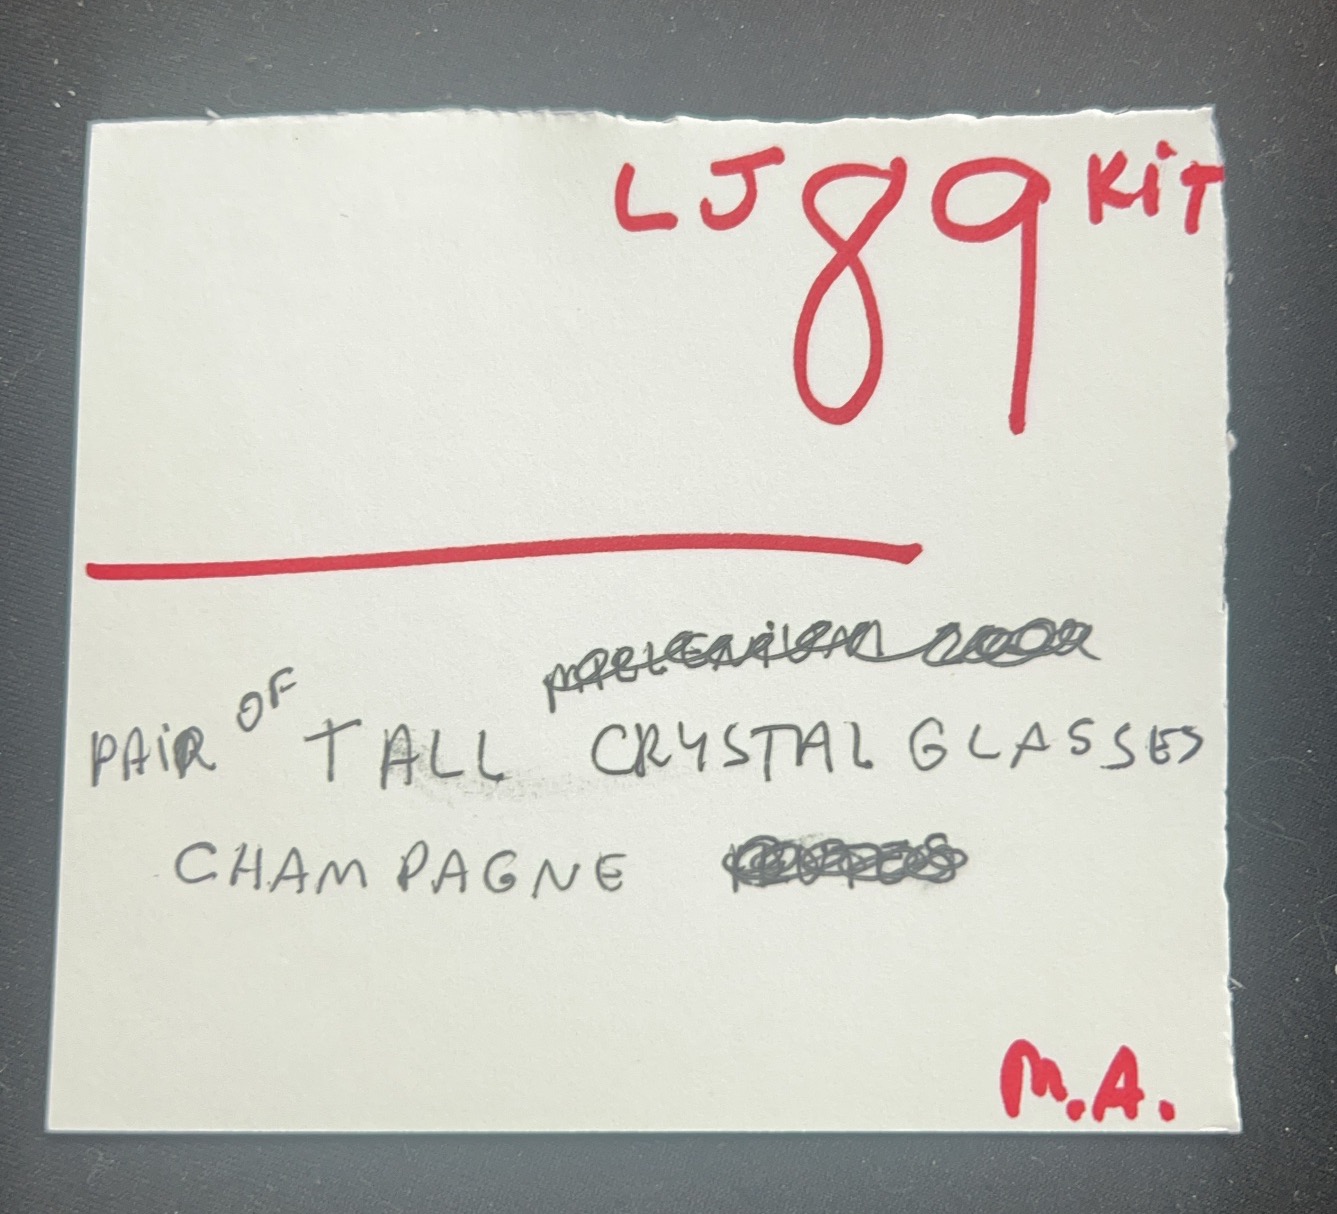 LJ 89 KiT
PAiR OF TALL CRYSTAL GLASSES
CHAMPAGNE
M.A.